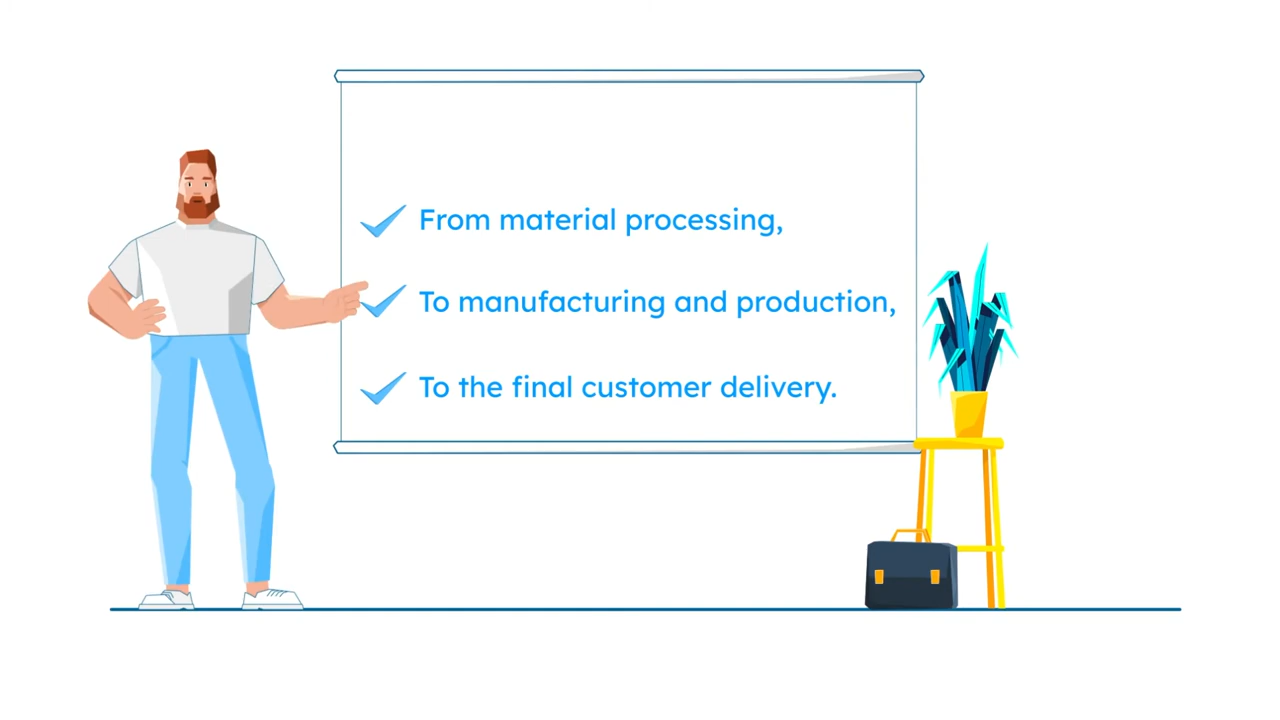 From material processing,
To manufacturing and production,
To the final customer delivery.